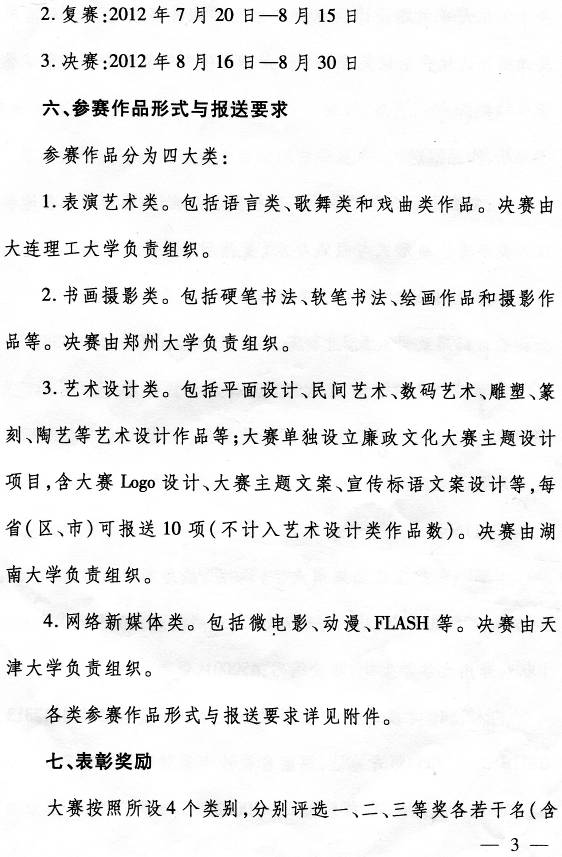 2. 复赛:2012 年 7 月 20 日—8 月 15 日
3. 决赛:2012 年 8 月 16 日—8 月 30 日
六、参赛作品形式与报送要求
参赛作品分为四大类:
1. 表演艺术类。包括语言类、歌舞类和戏曲类作品。决赛由
大连理工大学负责组织。
2. 书画摄影类。包括硬笔书法、软笔书法、绘画作品和摄影作
品等。决赛由郑州大学负责组织。
3. 艺术设计类。包括平面设计、民间艺术、数码艺术、雕塑、篆
刻、陶艺等艺术设计作品等;大赛单独设立廉政文化大赛主题设计
项目,含大赛 Logo 设计、大赛主题文案、宣传标语文案设计等,每
省(区、市)可报送 10 项(不计入艺术设计类作品数)。决赛由湖
南大学负责组织。
4. 网络新媒体类。包括微电影、动漫、FLASH 等。决赛由天
津大学负责组织。
各类参赛作品形式与报送要求详见附件。
七、表彰奖励
大赛按照所设 4 个类别,分别评选一、二、三等奖各若干名(含
— 3 —